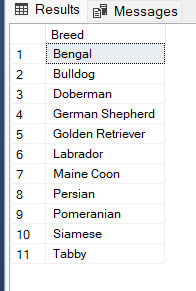 Results Messages
Breed
1 Bengal
2 Bulldog
3 Doberman
4 German Shepherd
5 Golden Retriever
6 Labrador
7 Maine Coon
8 Persian
9 Pomeranian
10 Siamese
11 Tabby